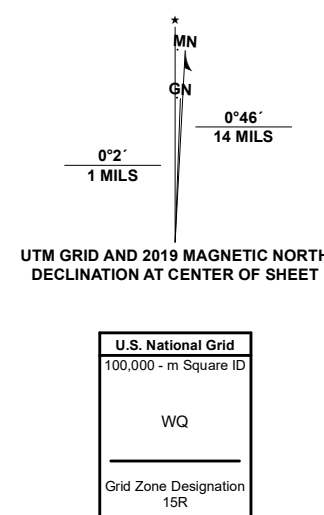 ★
MN
GN
0°46´
14 MILS
0°2´
1 MILS
UTM GRID AND 2019 MAGNETIC NORTH
DECLINATION AT CENTER OF SHEET
U.S. National Grid
100,000 - m Square ID
WQ
Grid Zone Designation
15R